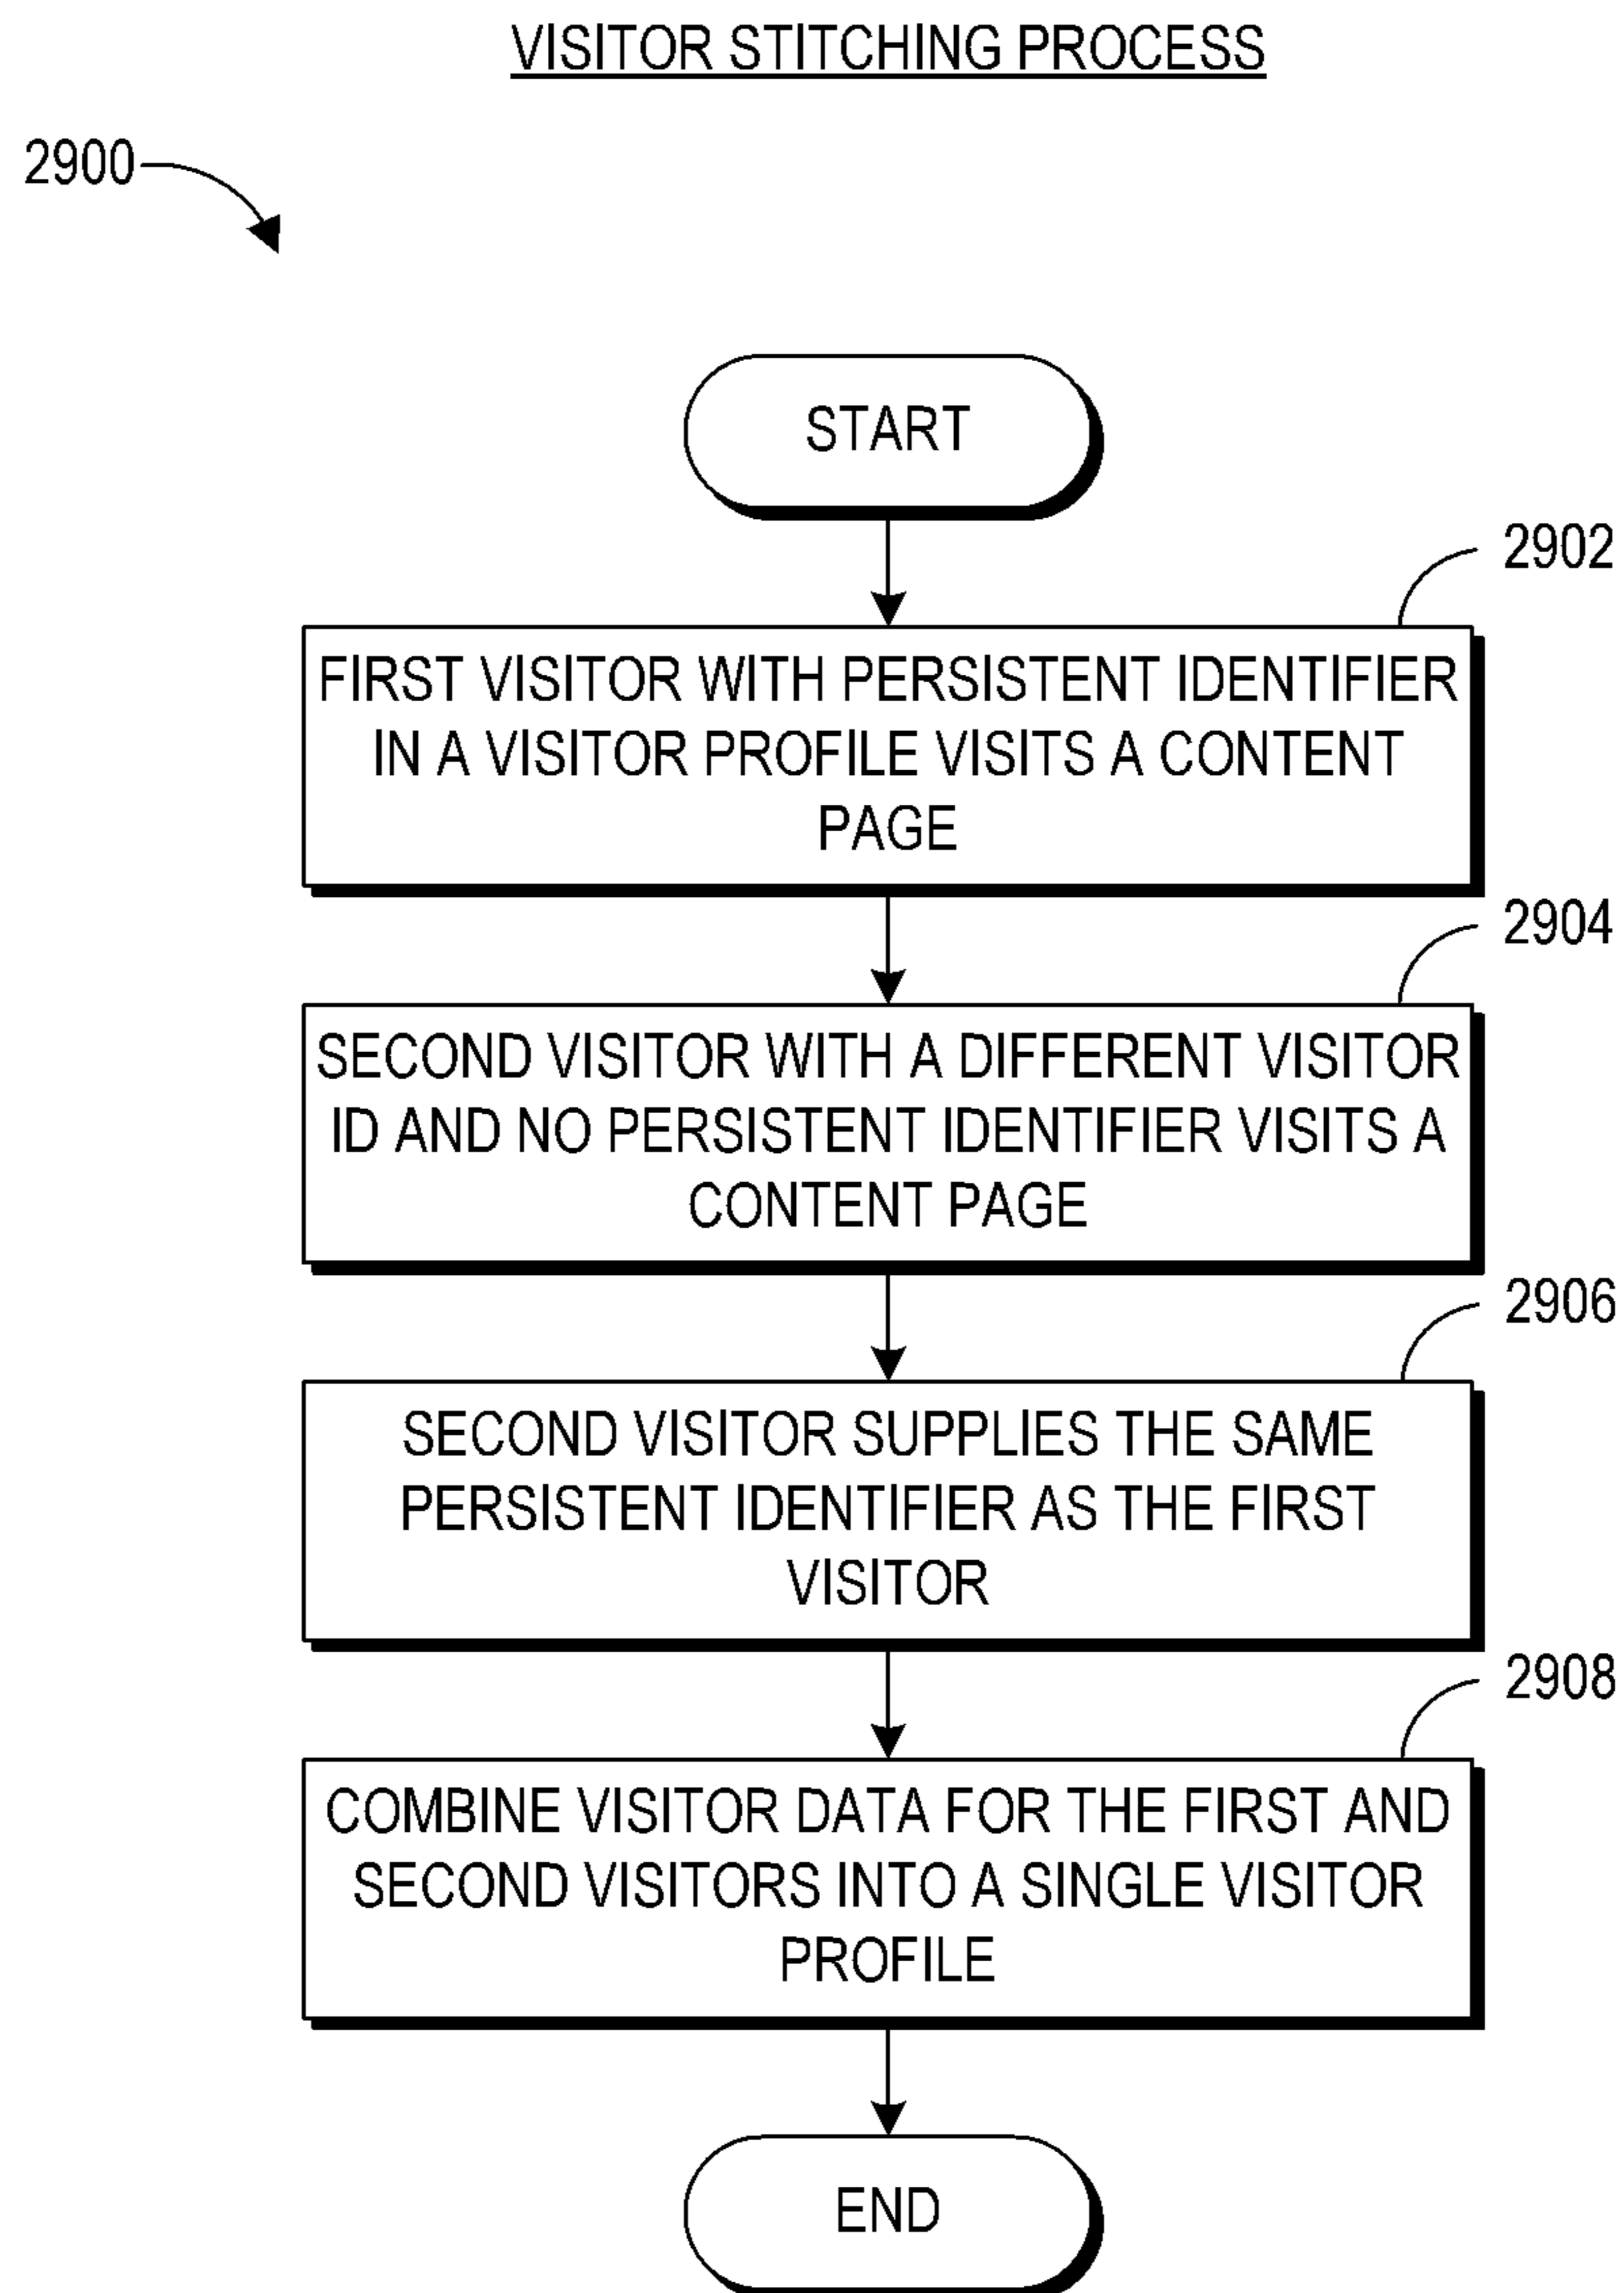 VISITOR STITCHING PROCESS
2900
START
2902
FIRST VISITOR WITH PERSISTENT IDENTIFIER
IN A VISITOR PROFILE VISITS A CONTENT
PAGE
2904
SECOND VISITOR WITH A DIFFERENT VISITOR
ID AND NO PERSISTENT IDENTIFIER VISITS A
CONTENT PAGE
2906
SECOND VISITOR SUPPLIES THE SAME
PERSISTENT IDENTIFIER AS THE FIRST
VISITOR
2908
COMBINE VISITOR DATA FOR THE FIRST AND
SECOND VISITORS INTO A SINGLE VISITOR
PROFILE
END